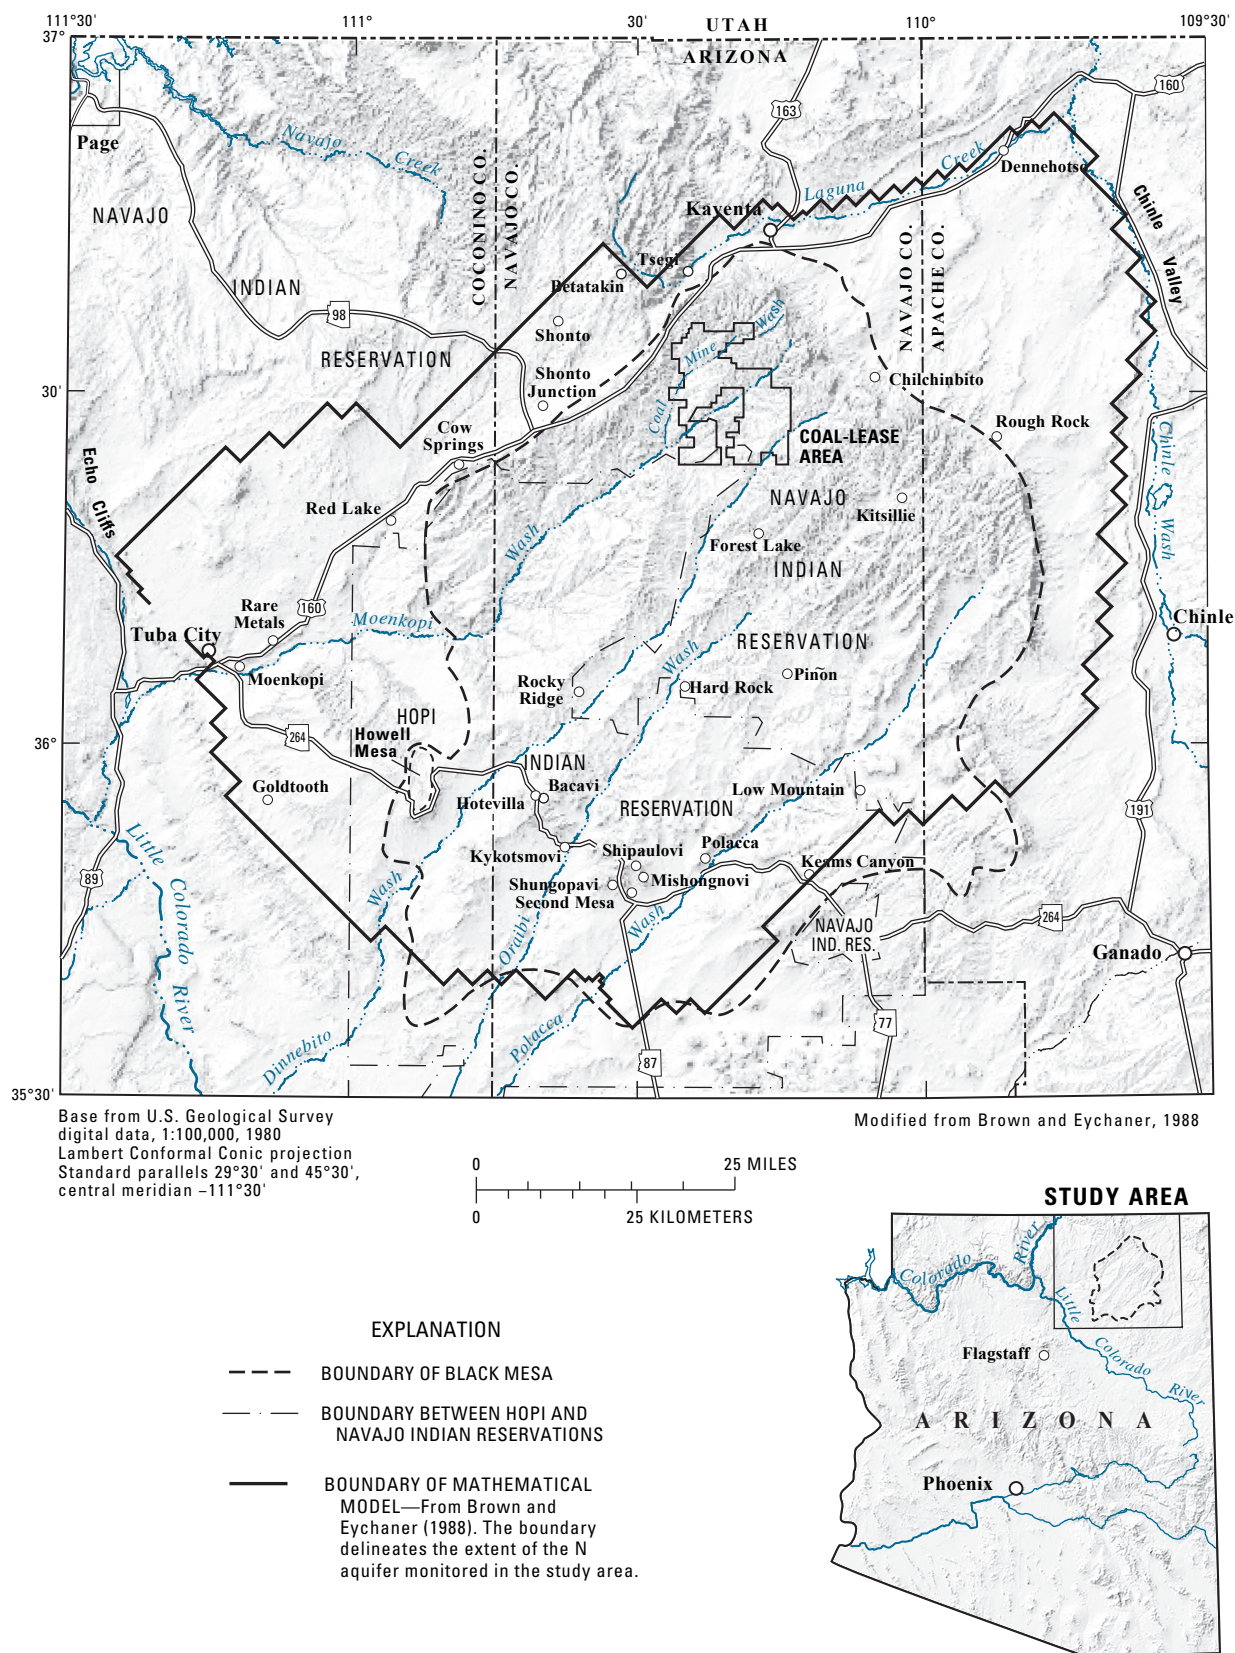 111°30'
111°
30'
110°
109°30'
37°
UTAH
ARIZONA
160
163
Page
Navajo
Creek
COCONINO CO.
NAVAJO CO.
Laguna
Creek
Dennehotso
NAVAJO
Kayenta
Chinle
Valley
NAVAJO CO.
APACHE CO.
Tsegi
Betatakin
INDIAN
98
Shonto
Mine
Wash
RESERVATION
Shonto
Junction
Chilchinbito
30'
Coal
Cow
Springs
COAL-LEASE
AREA
Rough Rock
Echo Cliffs
Chinle
Wash
NAVAJO
Kitsillie
Red Lake
Wash
Forest Lake
INDIAN
160
Rare
Metals
Moenkopi
Tuba City
Chinle
RESERVATION
Wash
Moenkopi
Rocky
Ridge
Hard Rock
Piñon
HOPI
264
Howell
Mesa
36°
INDIAN
Goldtooth
Bacavi
Hotevilla
RESERVATION
Low Mountain
191
Little
Colorado
River
Polacca
Kykotsmovi
Shipaulovi
Keams Canyon
89
Wash
Mishongnovi
Shungopavi
Second Mesa
Oraibi
Wash
NAVAJO
IND. RES.
264
Ganado
77
Polacca
Dinnebito
87
35°30'
Base from U.S. Geological Survey
digital data, 1:100,000, 1980
Lambert Conformal Conic projection
Standard parallels 29°30' and 45°30',
central meridian –111°30'
Modified from Brown and Eychaner, 1988
0
25 MILES
0
25 KILOMETERS
STUDY AREA
Colorado
River
Little
Colorado
River
Flagstaff
ARIZONA
Phoenix
EXPLANATION
BOUNDARY OF BLACK MESA
BOUNDARY BETWEEN HOPI AND
NAVAJO INDIAN RESERVATIONS
BOUNDARY OF MATHEMATICAL
MODEL—From Brown and
Eychaner (1988). The boundary
delineates the extent of the N
aquifer monitored in the study area.